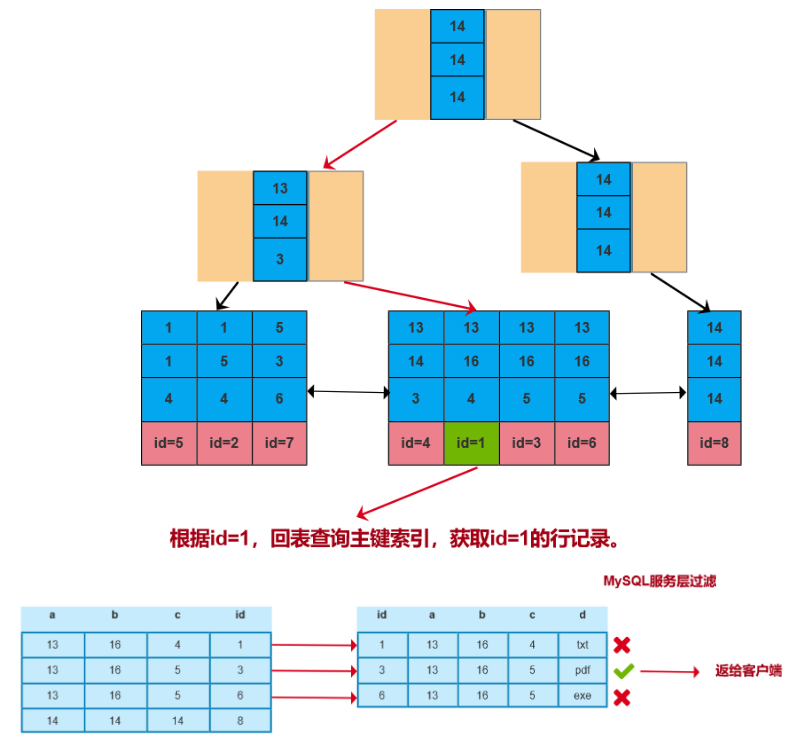 14
14
14
13
14
3
14
14
14
1 1 5
1 5 3
4 4 6
id=5 id=2 id=7
13 13 13 13
14 16 16 16
3 4 5 5
id=4 id=1 id=3 id=6
14
14
14
id=8
根据id=1，回表查询主键索引，获取id=1的行记录。
MySQL服务层过滤
a b c id
13 16 4 1
13 16 5 3
13 16 5 6
14 14 14 8
id a b c d
1 13 16 4 txt
3 13 16 5 pdf
6 13 16 5 exe
返给客户端